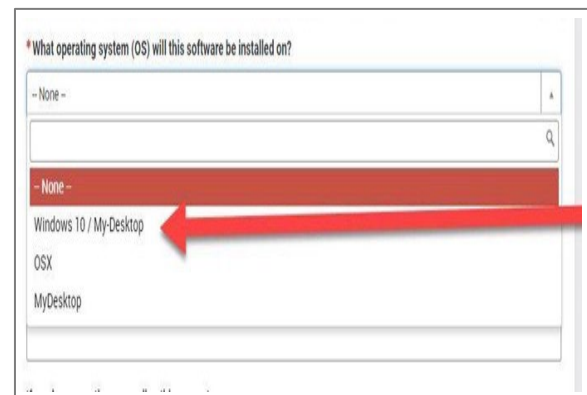 *What operating system (OS) will this software be installed on?
-- None --
-- None --
Windows 10 / My-Desktop
OSX
MyDesktop